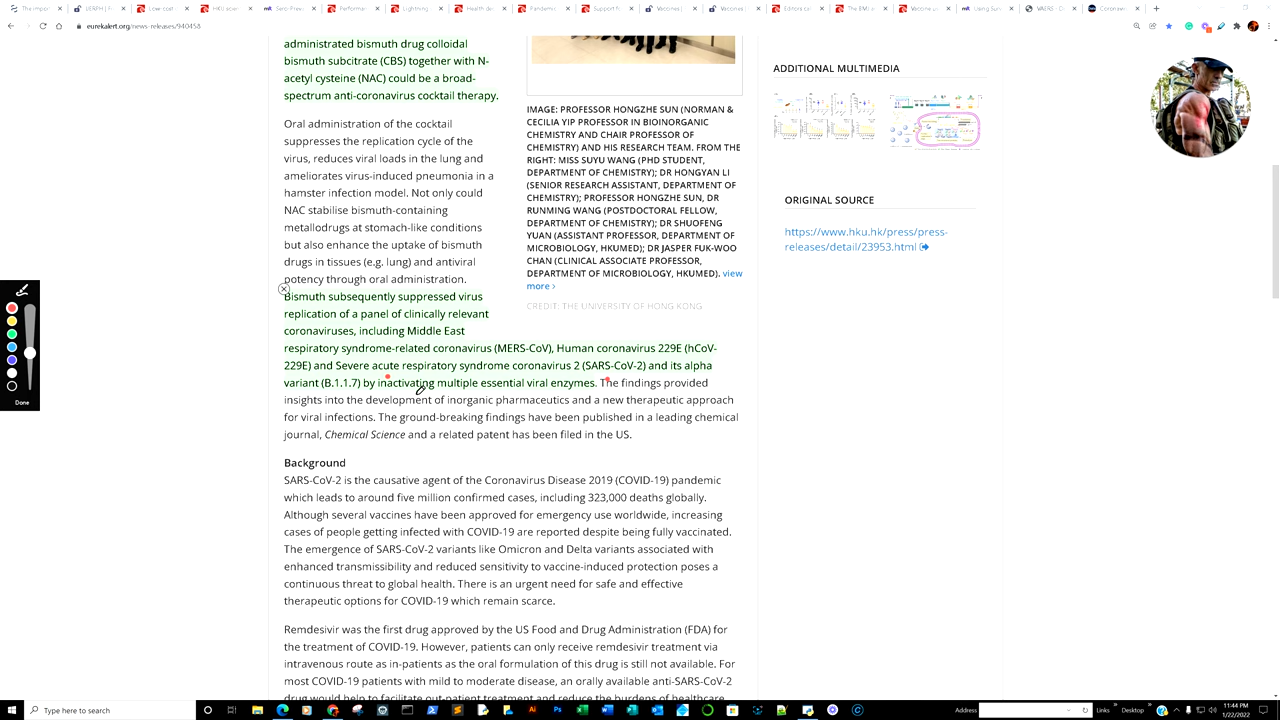 eurekalert.org/news-releases/940458
administrated bismuth drug colloidal
bismuth subcitrate (CBS) together with N-
acetyl cysteine (NAC) could be a broad-
spectrum anti-coronavirus cocktail therapy.
Oral administration of the cocktail
suppresses the replication cycle of the
virus, reduces viral loads in the lung and
ameliorates virus-induced pneumonia in a
hamster infection model. Not only could
NAC stabilise bismuth-containing
metallodrugs at stomach-like conditions
but also enhance the uptake of bismuth
drugs in tissues (e.g. lung) and antiviral
potency through oral administration.
Bismuth subsequently suppressed virus
replication of a panel of clinically relevant
coronaviruses, including Middle East
respiratory syndrome-related coronavirus (MERS-CoV), Human coronavirus 229E (hCoV-
229E) and Severe acute respiratory syndrome coronavirus 2 (SARS-CoV-2) and its alpha
variant (B.1.1.7) by inactivating multiple essential viral enzymes. The findings provided
insights into the development of inorganic pharmaceutics and a new therapeutic approach
for viral infections. The ground-breaking findings have been published in a leading chemical
journal, Chemical Science and a related patent has been filed in the US.
IMAGE: PROFESSOR HONGZHE SUN (NORMAN &
CECILIA YIP PROFESSOR IN BIOINORGANIC
CHEMISTRY AND CHAIR PROFESSOR OF
CHEMISTRY) AND HIS RESEARCH TEAM. FROM THE
RIGHT: MISS SUYU WANG (PHD STUDENT,
DEPARTMENT OF CHEMISTRY); DR HONGYAN LI
(SENIOR RESEARCH ASSISTANT, DEPARTMENT OF
CHEMISTRY); PROFESSOR HONGZHE SUN, DR
RUNMING WANG (POSTDOCTORAL FELLOW,
DEPARTMENT OF CHEMISTRY); DR SHUOFENG
YUAN (ASSISTANT PROFESSOR, DEPARTMENT OF
MICROBIOLOGY, HKUMED); DR JASPER FUK-WOO
CHAN (CLINICAL ASSOCIATE PROFESSOR,
DEPARTMENT OF MICROBIOLOGY, HKUMED). view
more >
CREDIT: THE UNIVERSITY OF HONG KONG
Background
SARS-CoV-2 is the causative agent of the Coronavirus Disease 2019 (COVID-19) pandemic
which leads to around five million confirmed cases, including 323,000 deaths globally.
Although several vaccines have been approved for emergency use worldwide, increasing
cases of people getting infected with COVID-19 are reported despite being fully vaccinated.
The emergence of SARS-CoV-2 variants like Omicron and Delta variants associated with
enhanced transmissibility and reduced sensitivity to vaccine-induced protection poses a
continuous threat to global health. There is an urgent need for safe and effective
therapeutic options for COVID-19 which remain scarce.
Remdesivir was the first drug approved by the US Food and Drug Administration (FDA) for
the treatment of COVID-19. However, patients can only receive remdesivir treatment via
intravenous route as in-patients as the oral formulation of this drug is still not available. For
most COVID-19 patients with mild to moderate disease, an orally available anti-SARS-CoV-2
drug would help to facilitate out-patient treatment and reduce the burdens of healthcare
ADDITIONAL MULTIMEDIA
ORIGINAL SOURCE
https://www.hku.hk/press/press-
releases/detail/23953.html
Done
Type here to search
Address
Links
Desktop
11:44 PM
1/22/2022